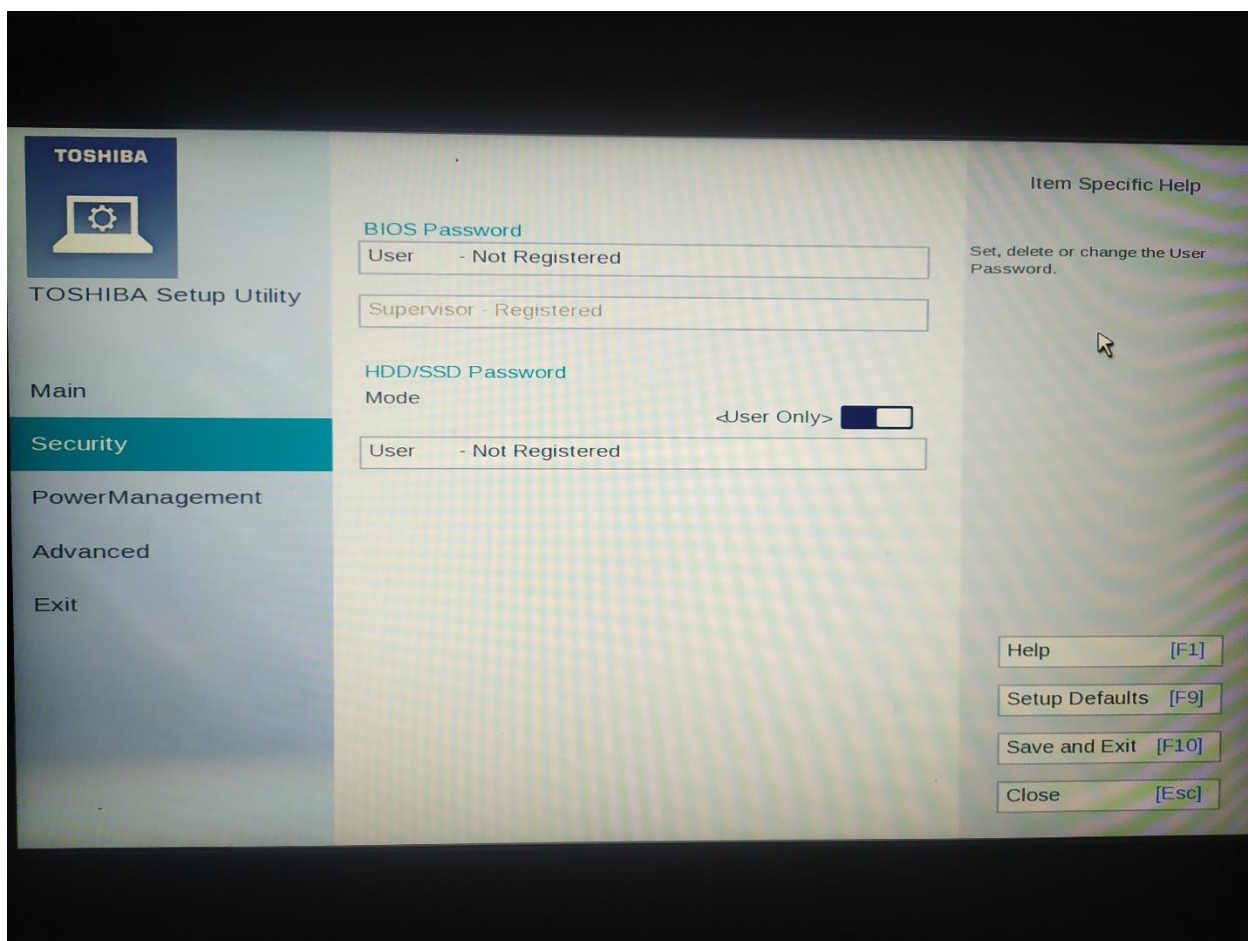 TOSHIBA
TOSHIBA Setup Utility
Main
Security
PowerManagement
Advanced
Exit
BIOS Password
User - Not Registered
Supervisor - Registered
HDD/SSD Password
Mode
<User Only>
User - Not Registered
Item Specific Help
Set, delete or change the User
Password.
Help [F1]
Setup Defaults [F9]
Save and Exit [F10]
Close [Esc]